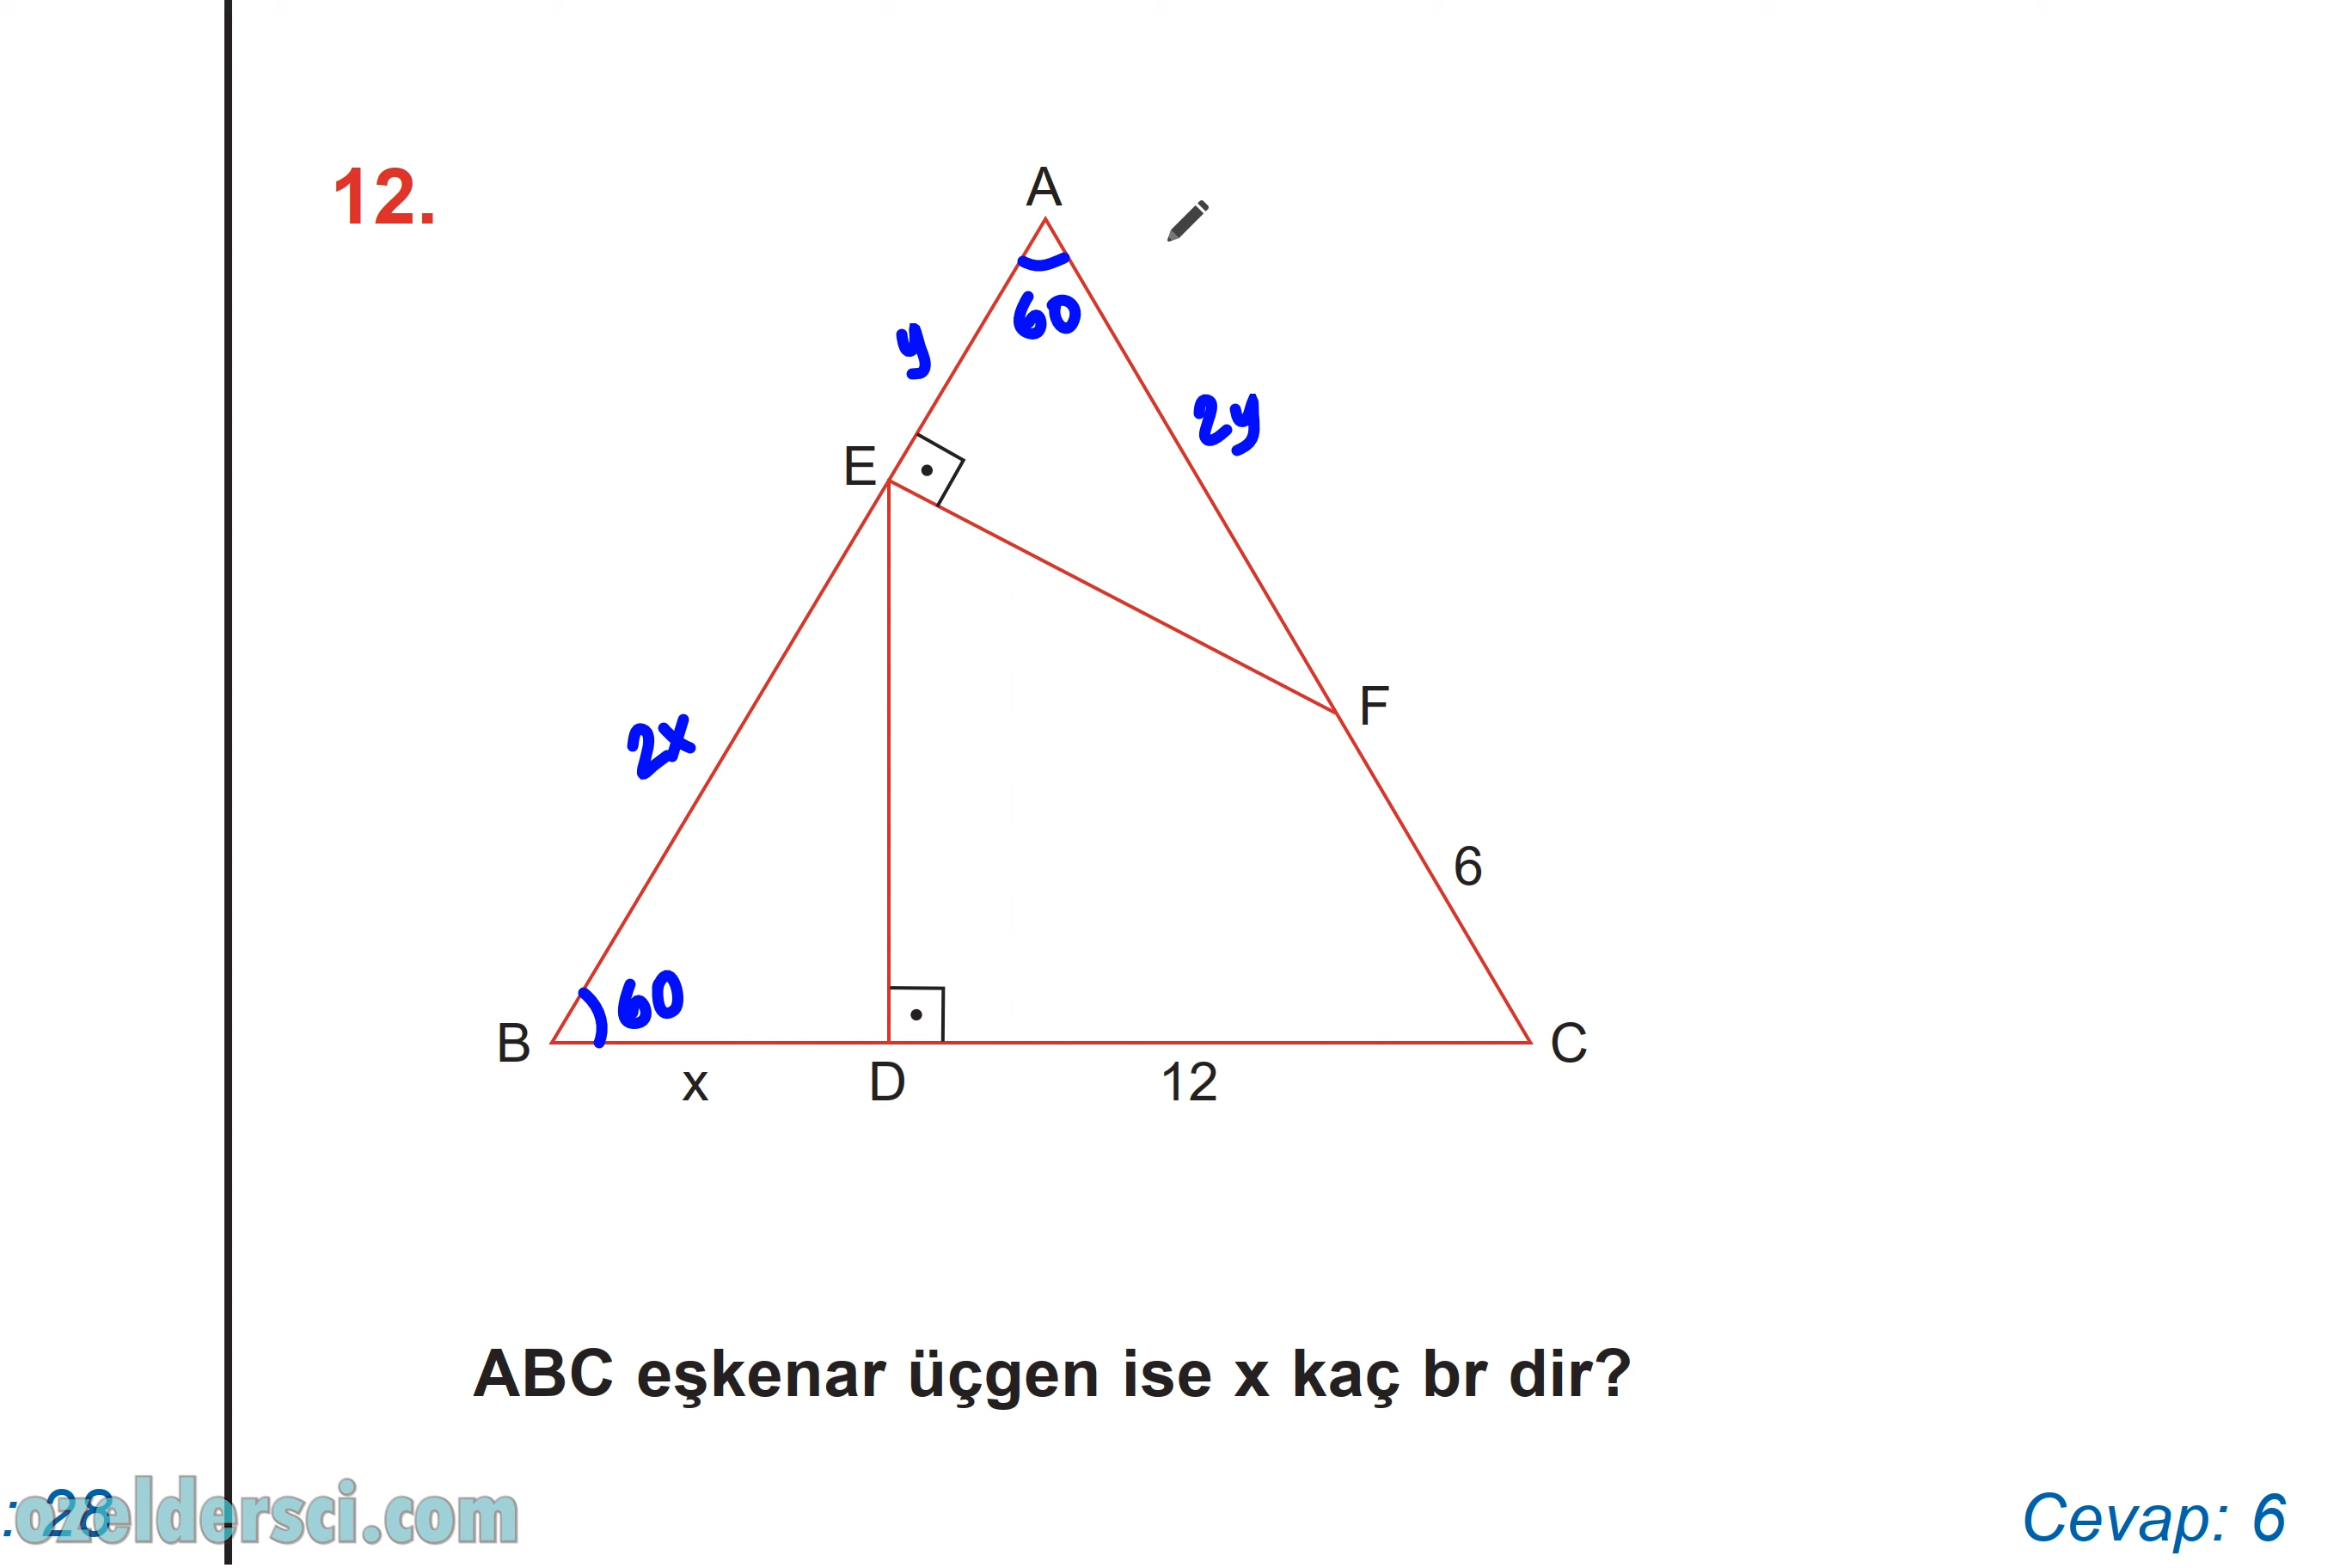 12.
A
60
y
2y
E
F
2x
6
60
B
C
x
D
12
ABC eşkenar üçgen ise x kaç br dir?
: 28
ozeldersci.com
Cevap: 6